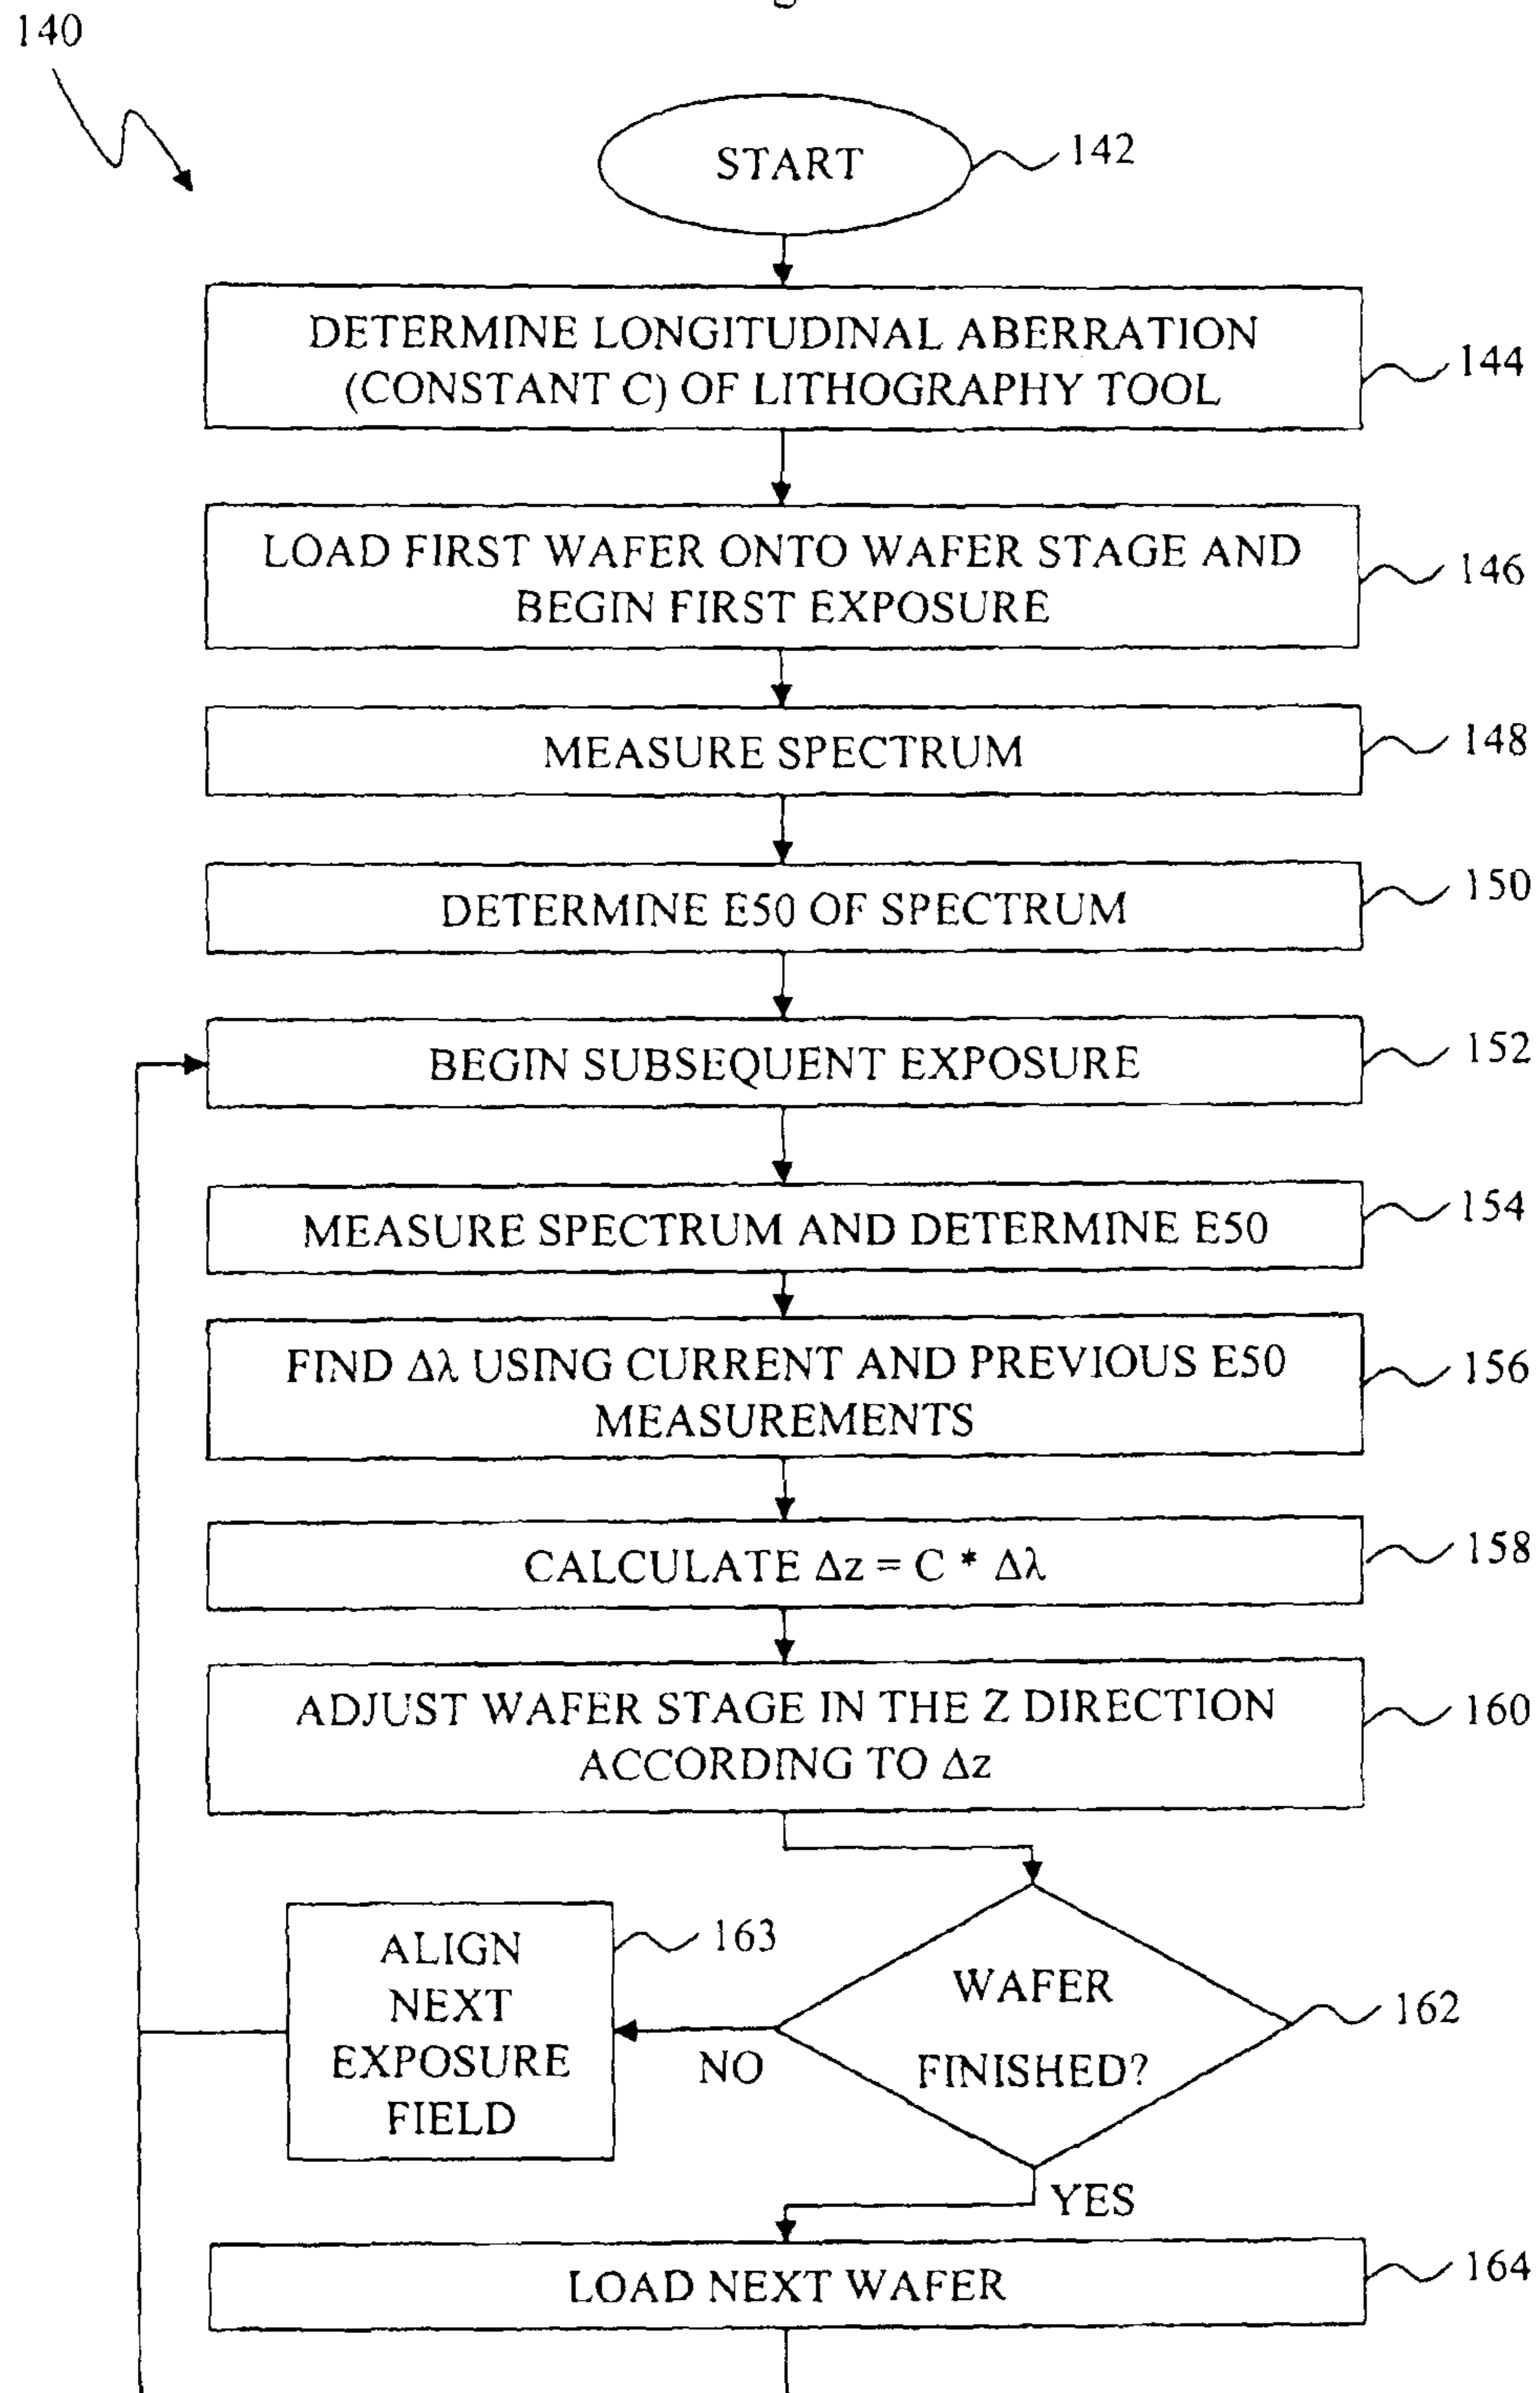 140
START
142
DETERMINE LONGITUDINAL ABERRATION
(CONSTANT C) OF LITHOGRAPHY TOOL
144
LOAD FIRST WAFER ONTO WAFER STAGE AND
BEGIN FIRST EXPOSURE
146
MEASURE SPECTRUM
148
DETERMINE E50 OF SPECTRUM
150
BEGIN SUBSEQUENT EXPOSURE
152
MEASURE SPECTRUM AND DETERMINE E50
154
FIND Δλ USING CURRENT AND PREVIOUS E50
MEASUREMENTS
156
CALCULATE Δz = C * Δλ
158
ADJUST WAFER STAGE IN THE Z DIRECTION
ACCORDING TO Δz
160
ALIGN
NEXT
EXPOSURE
FIELD
163
NO
WAFER
FINISHED?
162
YES
LOAD NEXT WAFER
164